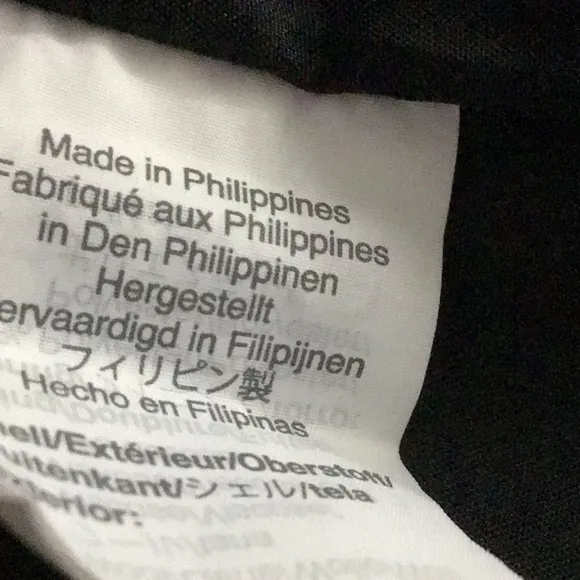 Made in Philippines
Fabriqué aux Philippines
in Den Philippinen
Hergestellt
ervaardigd in Filipijnen
フィリピン製
Hecho en Filipinas
hell/Extérieur/Oberstoff/
uitenkant/シェル/tela
xterior: